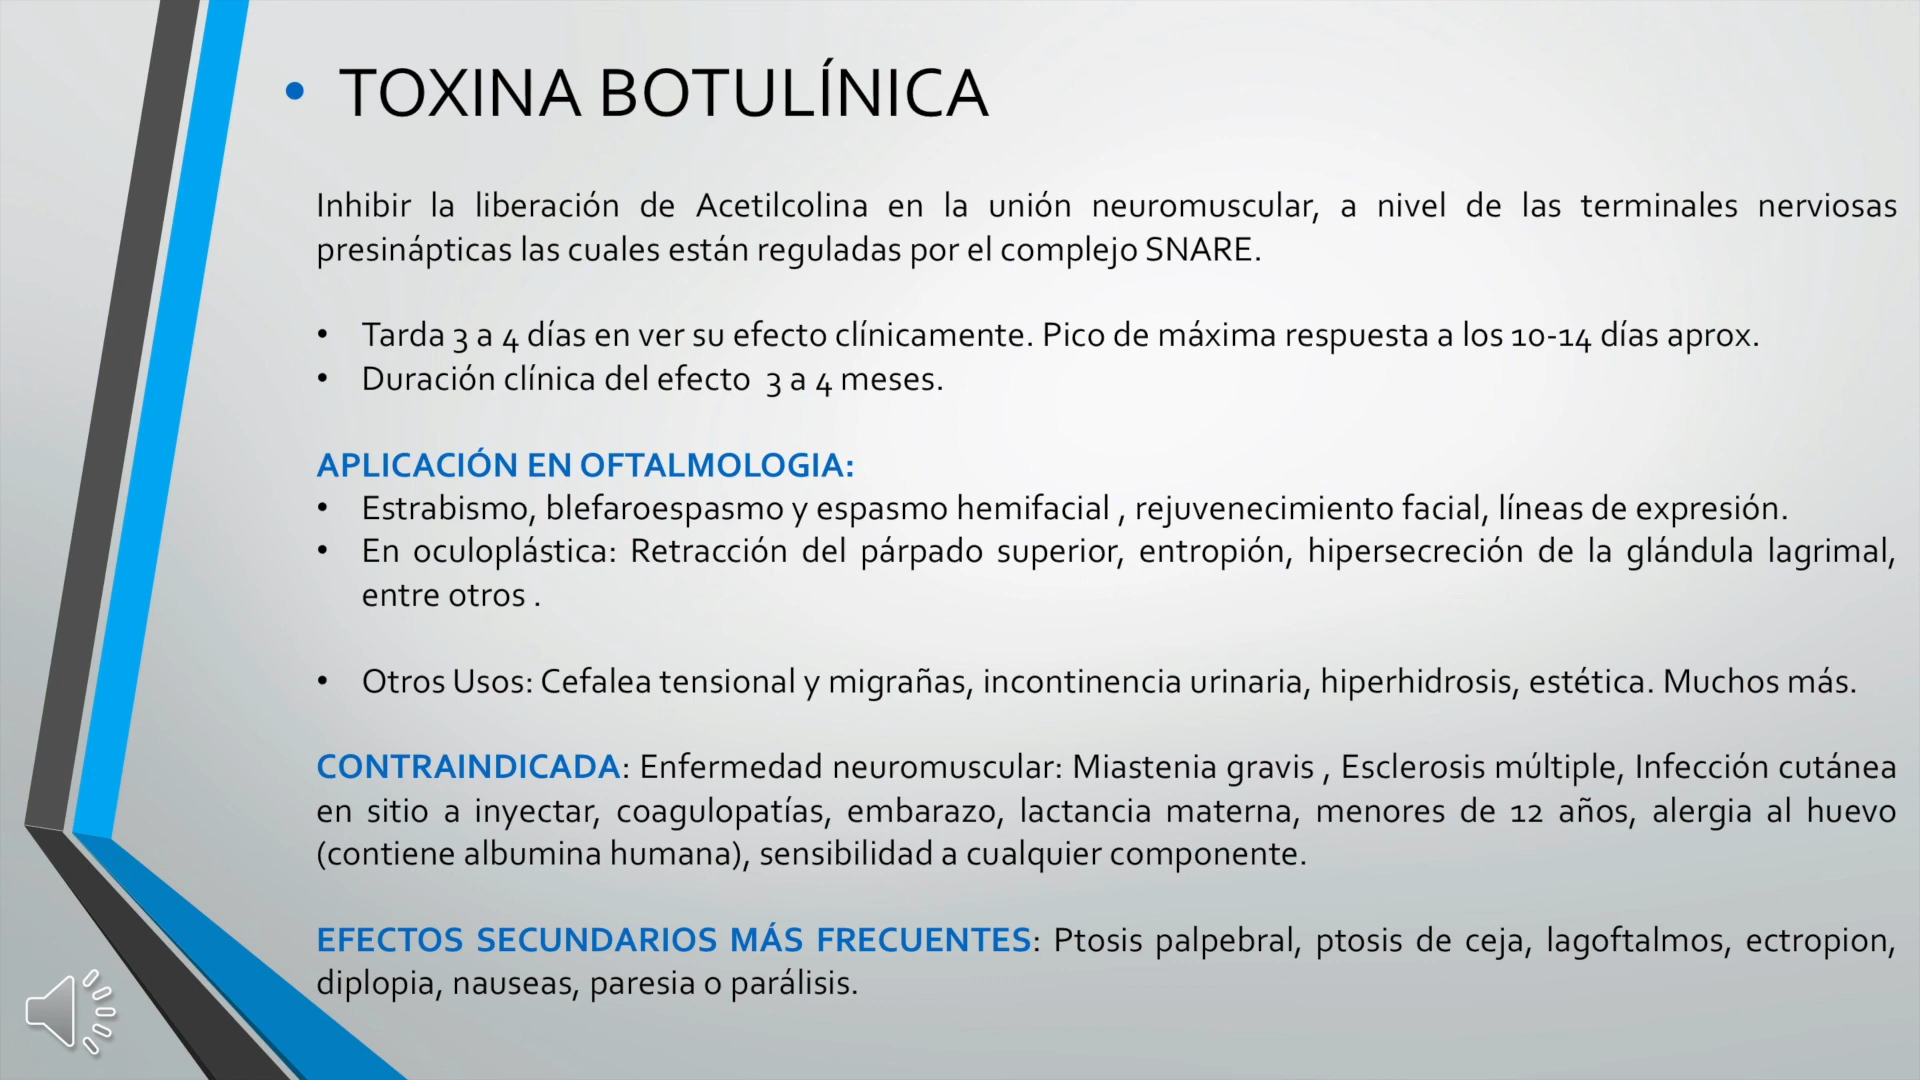 • TOXINA BOTULÍNICA
Inhibir la liberación de Acetilcolina en la unión neuromuscular, a nivel de las terminales nerviosas
presinápticas las cuales están reguladas por el complejo SNARE.
• Tarda 3 a 4 días en ver su efecto clínicamente. Pico de máxima respuesta a los 10-14 días aprox.
• Duración clínica del efecto 3 a 4 meses.
APLICACIÓN EN OFTALMOLOGIA:
• Estrabismo, blefaroespasmo y espasmo hemifacial , rejuvenecimiento facial, líneas de expresión.
• En oculoplástica: Retracción del párpado superior, entropión, hipersecreción de la glándula lagrimal,
entre otros .
• Otros Usos: Cefalea tensional y migrañas, incontinencia urinaria, hiperhidrosis, estética. Muchos más.
CONTRAINDICADA: Enfermedad neuromuscular: Miastenia gravis , Esclerosis múltiple, Infección cutánea
en sitio a inyectar, coagulopatías, embarazo, lactancia materna, menores de 12 años, alergia al huevo
(contiene albumina humana), sensibilidad a cualquier componente.
EFECTOS SECUNDARIOS MÁS FRECUENTES: Ptosis palpebral, ptosis de ceja, lagoftalmos, ectropion,
diplopia, nauseas, paresia o parálisis.